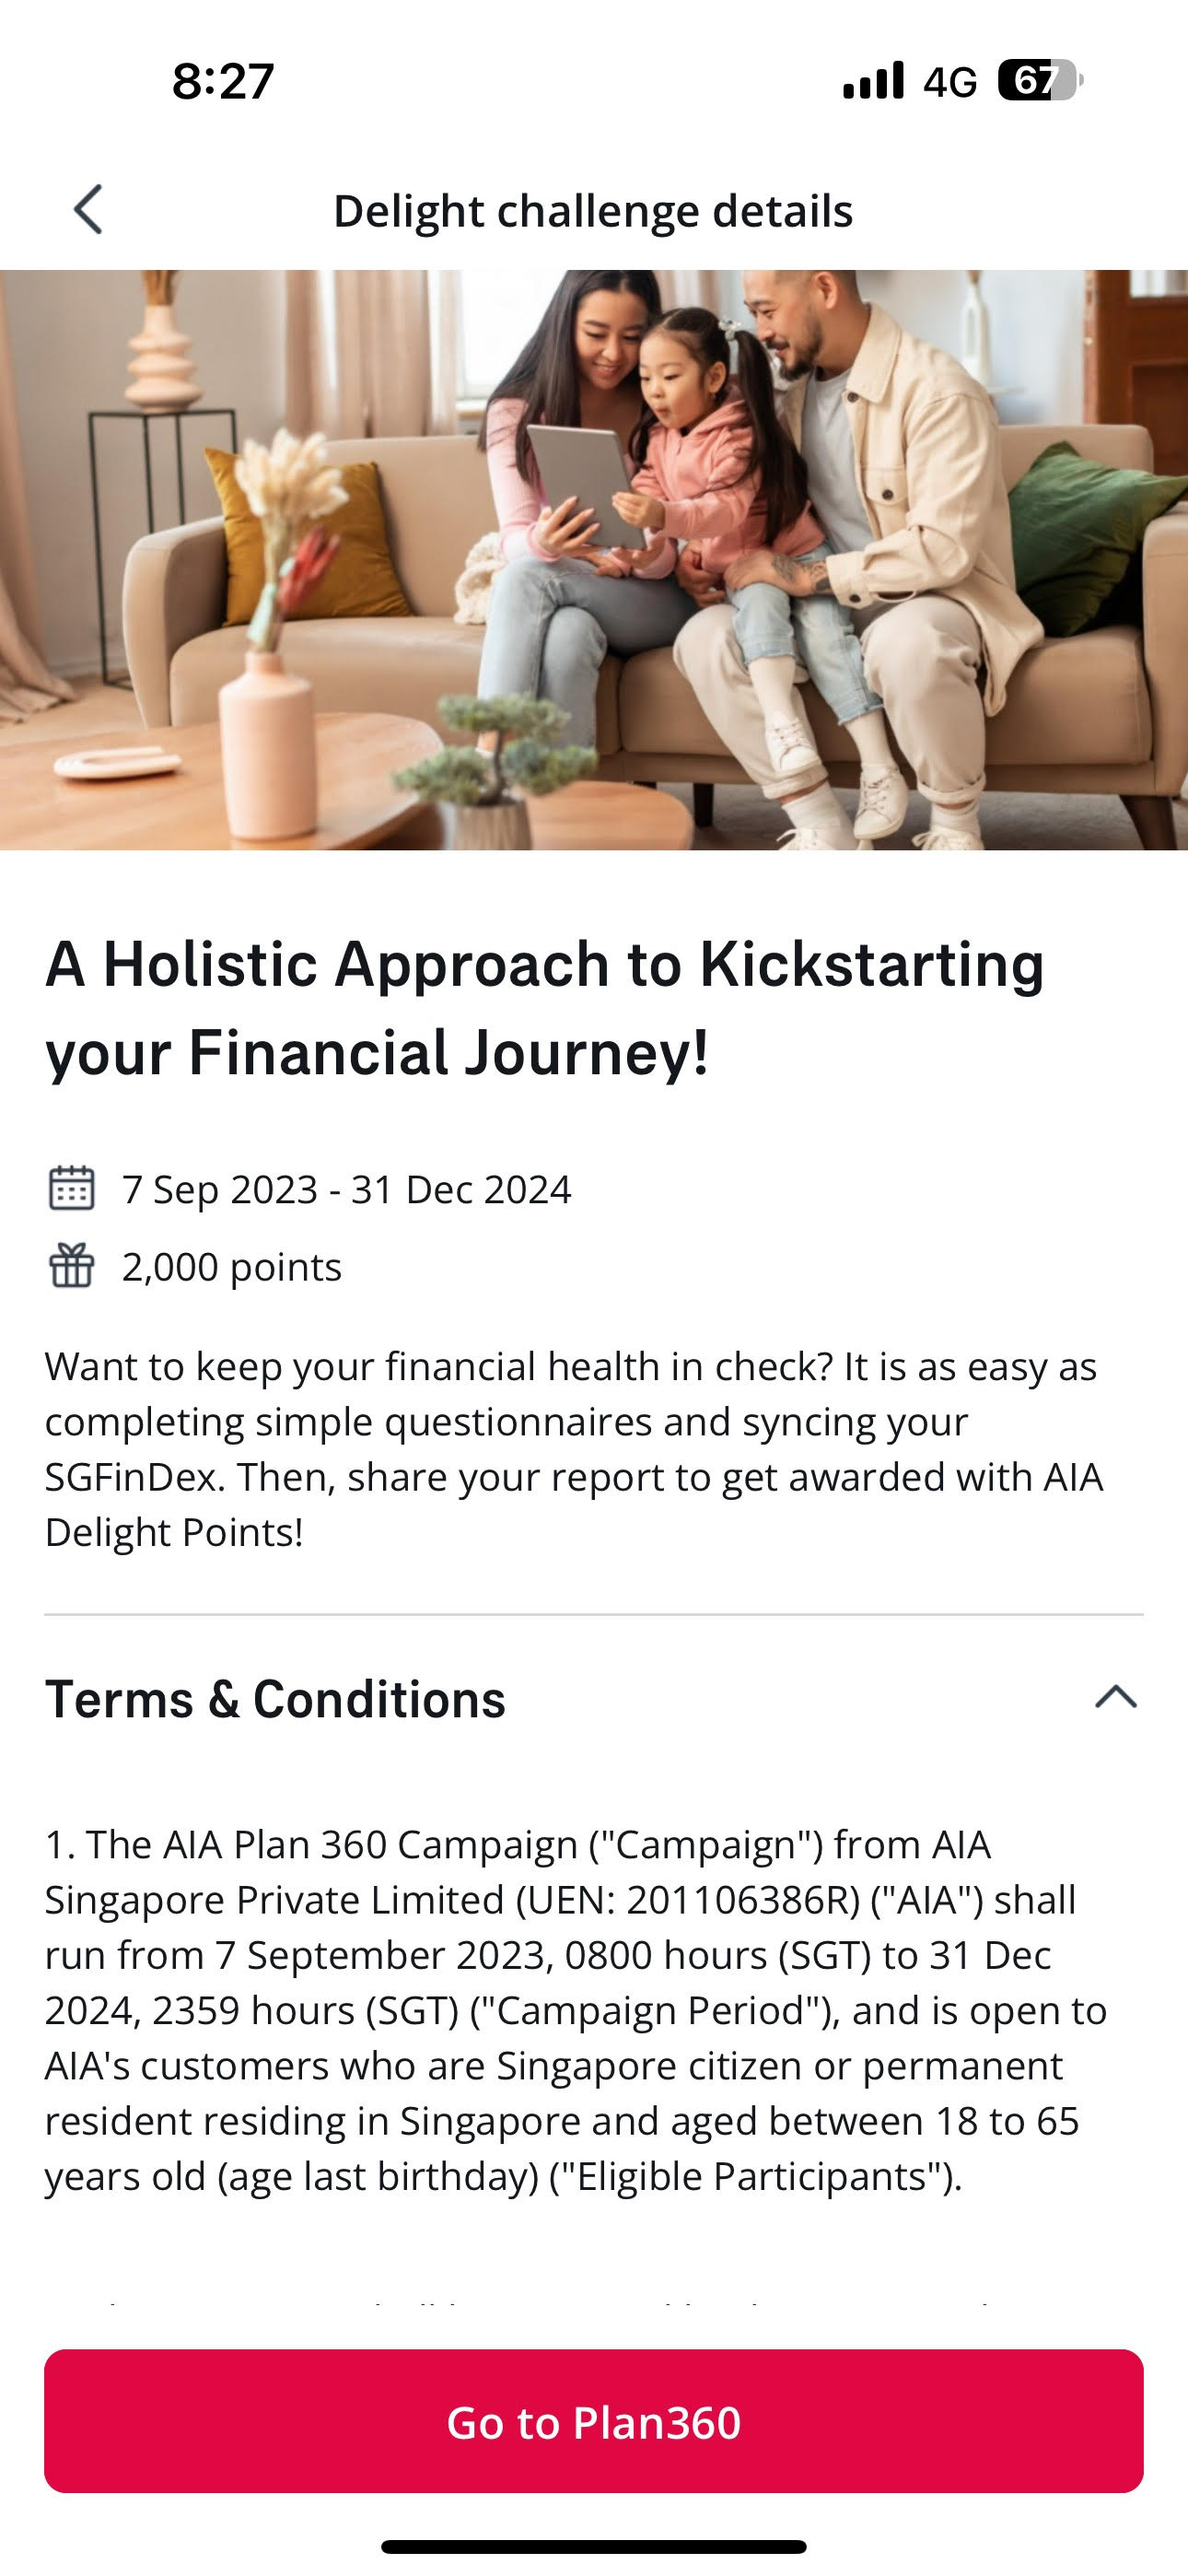 8:27
4G
67
Delight challenge details
A Holistic Approach to Kickstarting
your Financial Journey!
7 Sep 2023 - 31 Dec 2024
2,000 points
Want to keep your financial health in check? It is as easy as
completing simple questionnaires and syncing your
SGFinDex. Then, share your report to get awarded with AIA
Delight Points!
Terms & Conditions
1. The AIA Plan 360 Campaign ("Campaign") from AIA
Singapore Private Limited (UEN: 201106386R) ("AIA") shall
run from 7 September 2023, 0800 hours (SGT) to 31 Dec
2024, 2359 hours (SGT) ("Campaign Period"), and is open to
AIA's customers who are Singapore citizen or permanent
resident residing in Singapore and aged between 18 to 65
years old (age last birthday) ("Eligible Participants").
Go to Plan360